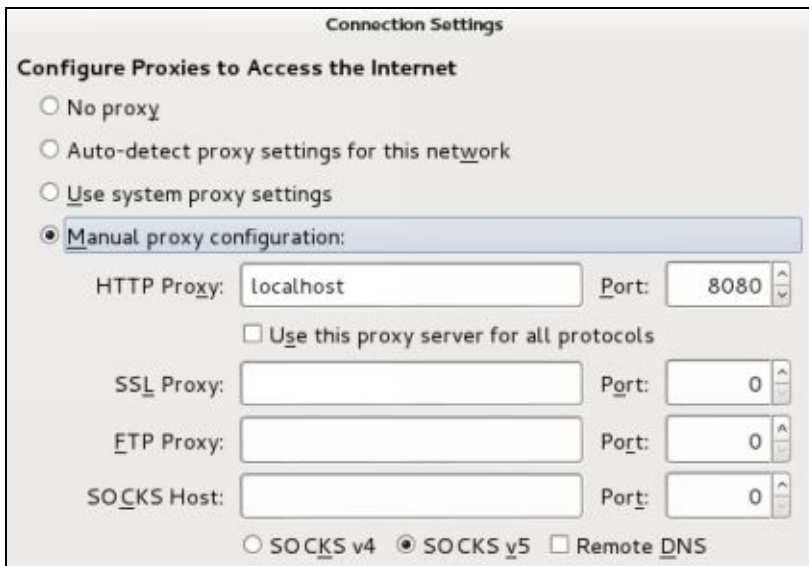 Connection Settings
Configure Proxies to Access the Internet
No proxy
Auto-detect proxy settings for this network
Use system proxy settings
Manual proxy configuration:
HTTP Proxy: localhost Port: 8080
Use this proxy server for all protocols
SSL Proxy: Port: 0
FTP Proxy: Port: 0
SOCKS Host: Port: 0
SOCKS v4 SOCKS v5 Remote DNS